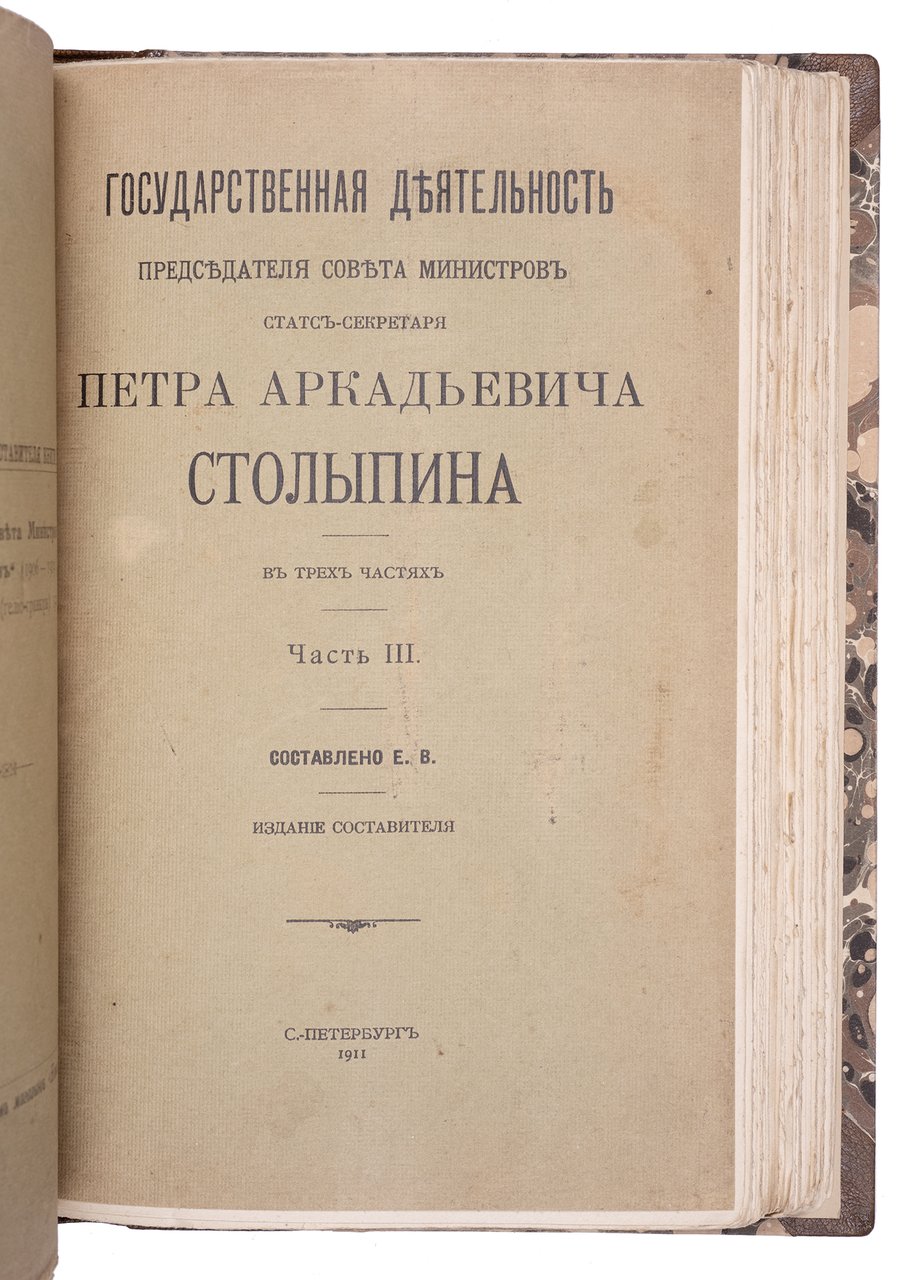 ГОСУДАРСТВЕННАЯ ДѢЯТЕЛЬНОСТЬ
ПРЕДСѢДАТЕЛЯ СОВѢТА МИНИСТРОВЪ
СТАТСЪ-СЕКРЕТАРЯ
ПЕТРА АРКАДЬЕВИЧА
СТОЛЫПИНА
ВЪ ТРЕХЪ ЧАСТЯХЪ
Часть III.
СОСТАВЛЕНО Е. В.
ИЗДАНІЕ СОСТАВИТЕЛЯ
С.-ПЕТЕРБУРГЪ
1911